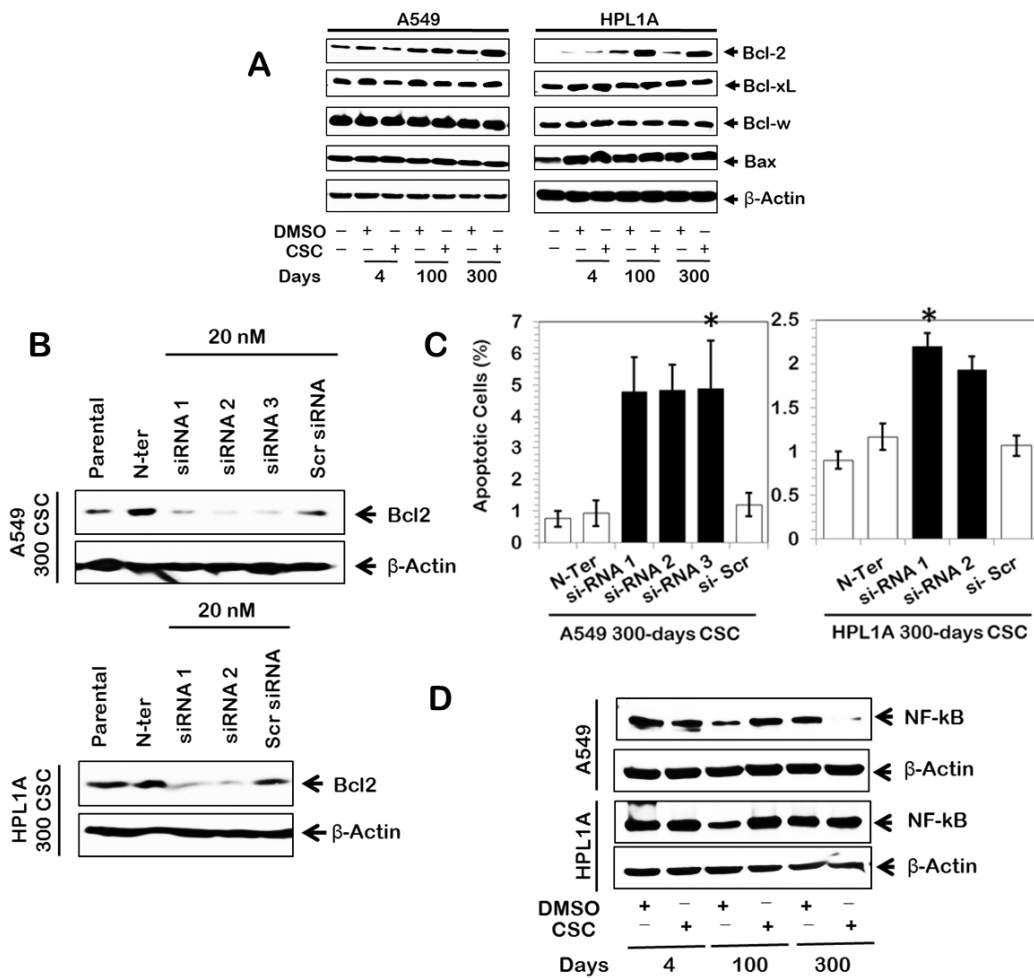 A549 HPL1A
A
Bcl-2
Bcl-xL
Bcl-w
Bax
β-Actin
DMSO – + – + – + – – + – + – + –
CSC – – + – + – + – – + – + – +
Days 4 100 300 4 100 300
B
20 nM
Parental N-ter siRNA 1 siRNA 2 siRNA 3 Scr siRNA
A549
300 CSC
Bcl2
β-Actin
20 nM
Parental N-ter siRNA 1 siRNA 2 Scr siRNA
HPL1A
300 CSC
Bcl2
β-Actin
C
Apoptotic Cells (%)
7
6
5
4
3
2
1
0
*
N-Ter si-RNA 1 si-RNA 2 si-RNA 3 si- Scr
A549 300-days CSC
2.5
2
1.5
1
0.5
0
*
N-Ter si-RNA 1 si-RNA 2 si- Scr
HPL1A 300-days CSC
D
A549
NF-kB
β-Actin
HPL1A
NF-kB
β-Actin
DMSO + – + – + –
CSC – + – + – +
Days 4 100 300